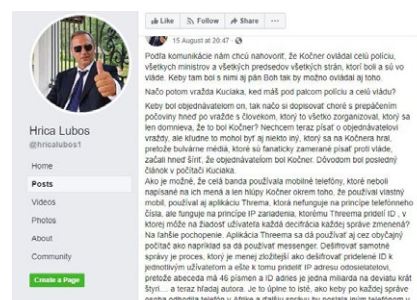 Like Follow Share ...
15 August at 20:47
Podľa komunikácie nám chcú nahovoriť, že Kočner ovládal celú políciu,
všetkých ministrov a všetkých predsedov všetkých strán, ktorí boli a sú vo
vláde. Keby tam bol s nimi aj pán Boh tak by možno ovládal aj toho
Načo potom vražda Kuciaka, keď máš pod palcom políciu a celú vládu?
Keby bol objednávateľom on, tak načo si dopisovať choré s prepáčením
počoviny hneď po vražde s človekom, ktorý to všetko zorganizoval, ktorý sa
len domnieva, že to bol Kočner? Nechcem teraz písať o objednávateľovi
vraždy, ale kľudne to mohol byť aj niekto iný, ktorý sa na Kočnera hral,
pretože bulvárne médiá, ktoré sú fanaticky zamerané písať proti vláde,
začali hneď šíriť, že objednávateľom bol Kočner. Dôvodom bol posledný
článok v počítači Kuciaka.
Ako je možné, že celá banda používala mobilné telefóny, ktoré neboli
napísané na ich mená a len hlúpy Kočner okrem toho, že používal vlastný
mobil, používal aj aplikáciu Threma, ktorá nefunguje na princípe telefónneho
čísla, ale funguje na princípe IP zariadenia, ktorému Threema pridelí ID , v
ktorej môže na žiadosť užívateľa každá decifrácia každej správe zmenená?
Na ľahšie pochopenie. Aplikácia Threema sa dá používať aj cez obyčajný
počítač ako napríklad sa dá používať messenger. Dešifrovať samotné
správy je proces, ktorý je menej zložitejší ako dešifrovať pridelené ID k
jednotlivým užívateľom a ešte k tomu prideliť IP adresu odosielateľovi,
pretože abeceda má 46 písmen a ID adries je jedna miliarda na deviatu krát
štyri.... a teraz hľadaj autora. Je to úplne to isté, ako keby po každej správe
Hrica Lubos
@hricalubos1
Home
Posts
Videos
Photos
About
Community
Create a Page